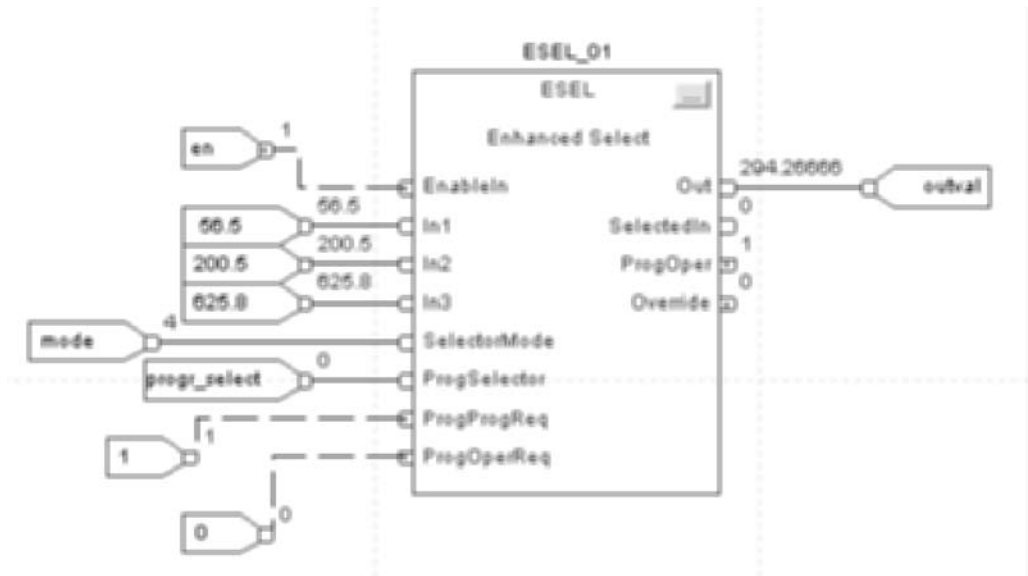 ESEL_01
ESEL
...
Enhanced Select
en
1
EnableIn
Out
294.26666
outval
56.5
56.5
In1
SelectedIn
0
200.5
200.5
In2
ProgOper
1
625.8
625.8
In3
Override
0
mode
4
SelectorMode
progr_select
0
ProgSelector
1
1
ProgProgReq
0
0
ProgOperReq